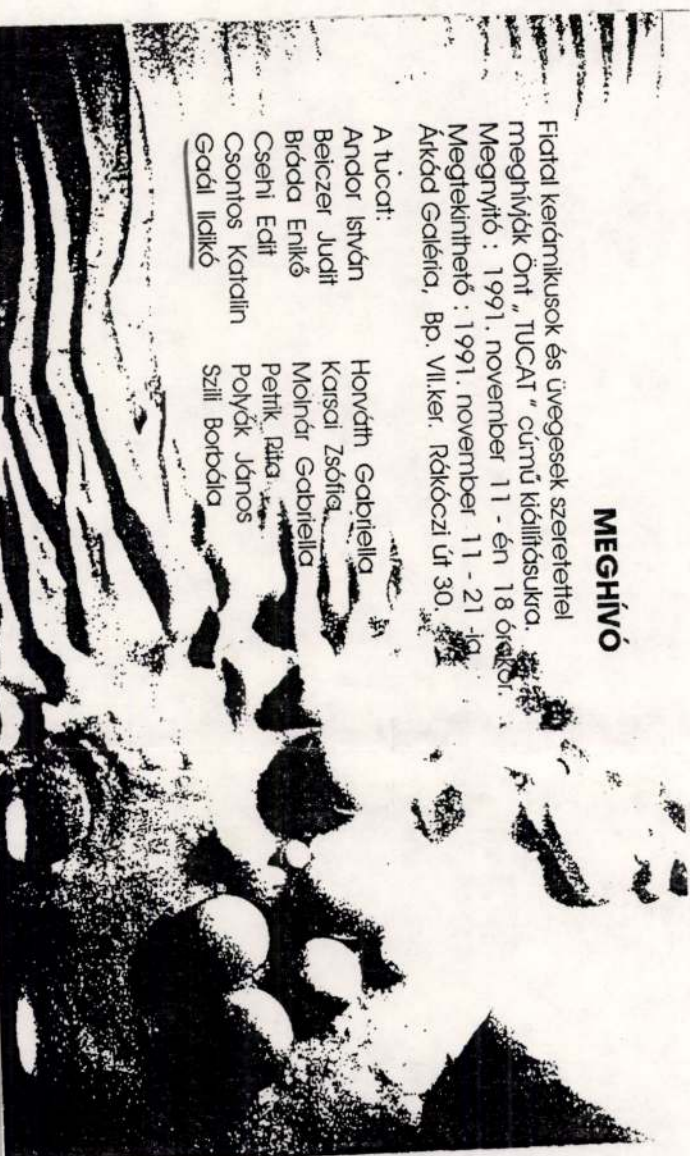 MEGHÍVÓ
Fiatal kerámikusok és üvegesek szeretettel
meghívják Önt „ TUCAT " című kiállításukra.
Megnyitó : 1991. november 11 - én 18 órakor.
Megtekinthető : 1991. november 11 - 21 -ig
Árkád Galéria, Bp. VII.ker. Rákóczi út 30.
A tucat:
Andor István
Beiczer Judit
Bráda Enikő
Csehi Edit
Csontos Katalin
Gaál Ildikó
Horváth Gabriella
Karsai Zsófia
Molnár Gabriella
Petrik Rita
Polyák János
Szili Borbála